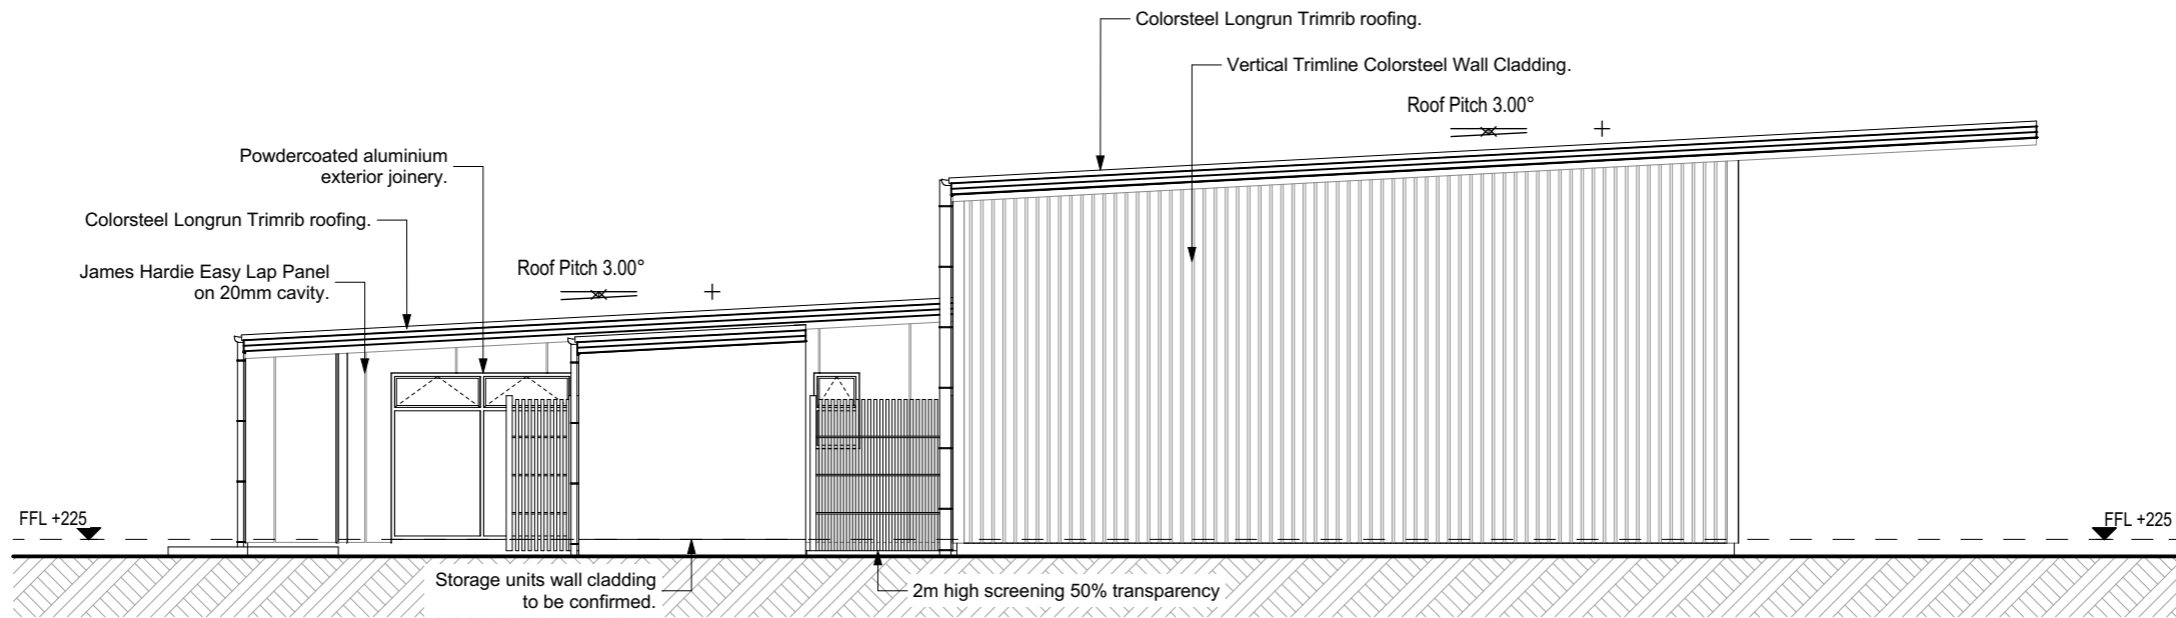 Colorsteel Longrun Trimrib roofing.
Vertical Trimline Colorsteel Wall Cladding.
Roof Pitch 3.00°
Powdercoated aluminium
exterior joinery.
Colorsteel Longrun Trimrib roofing.
James Hardie Easy Lap Panel
on 20mm cavity.
Roof Pitch 3.00°
FFL +225
FFL +225
Storage units wall cladding
to be confirmed.
2m high screening 50% transparency